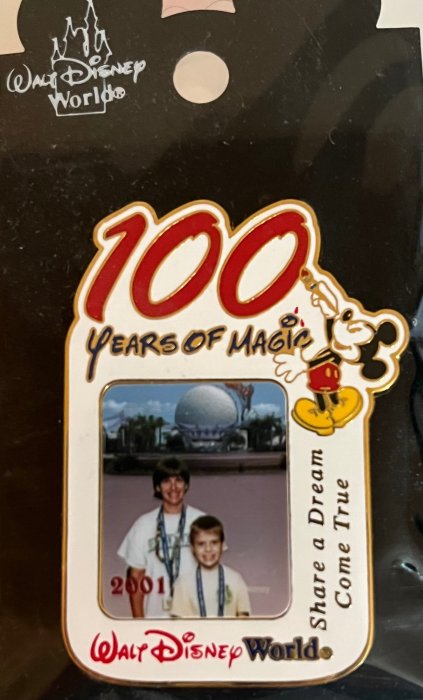 Walt Disney
World®
100
Years of Magic
2001
Share a Dream
Come True
Walt Disney World®